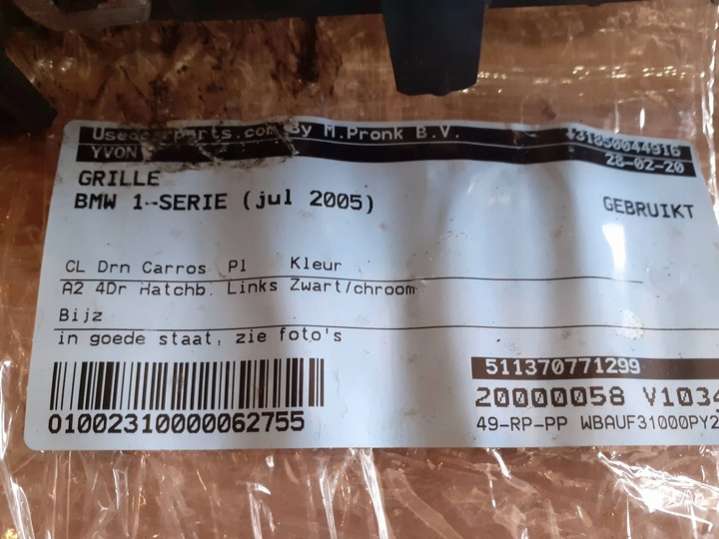 Usedcarparts.com By M.Pronk B.V.
YVON
28-02-20
GRILLE
BMW 1-SERIE (jul 2005)
GEBRUIKT
CL Drn Carros Pl Kleur
A2 4Dr Hatchb. Links Zwart/chroom
Bijz
in goede staat, zie foto's
511370771299
20000058 V1034
01002310000062755
49-RP-PP WBAUF31000PY2